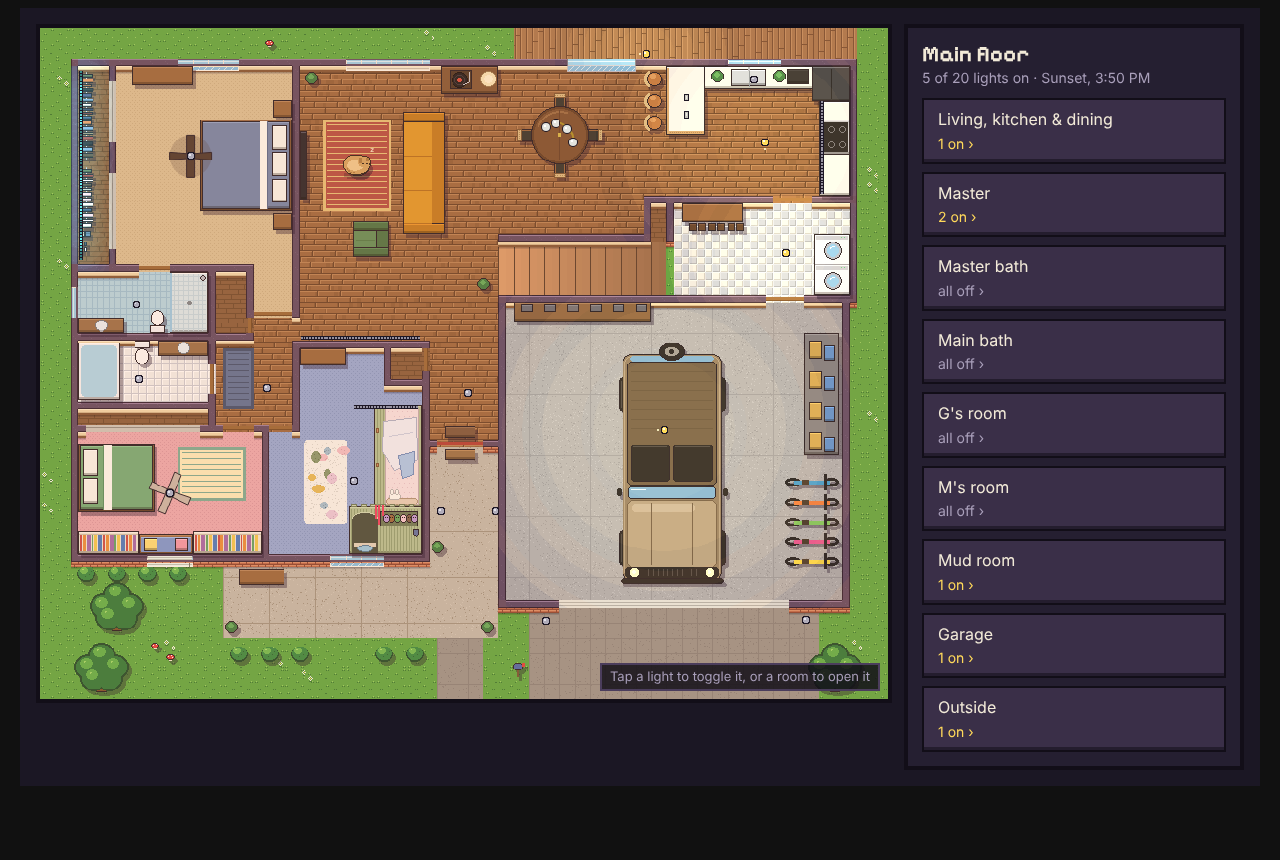 Main floor
5 of 20 lights on · Sunset, 3:50 PM
Living, kitchen & dining
1 on ›
Master
2 on ›
Master bath
all off ›
Main bath
all off ›
G's room
all off ›
M's room
all off ›
Mud room
1 on ›
Garage
1 on ›
Outside
1 on ›
Tap a light to toggle it, or a room to open it